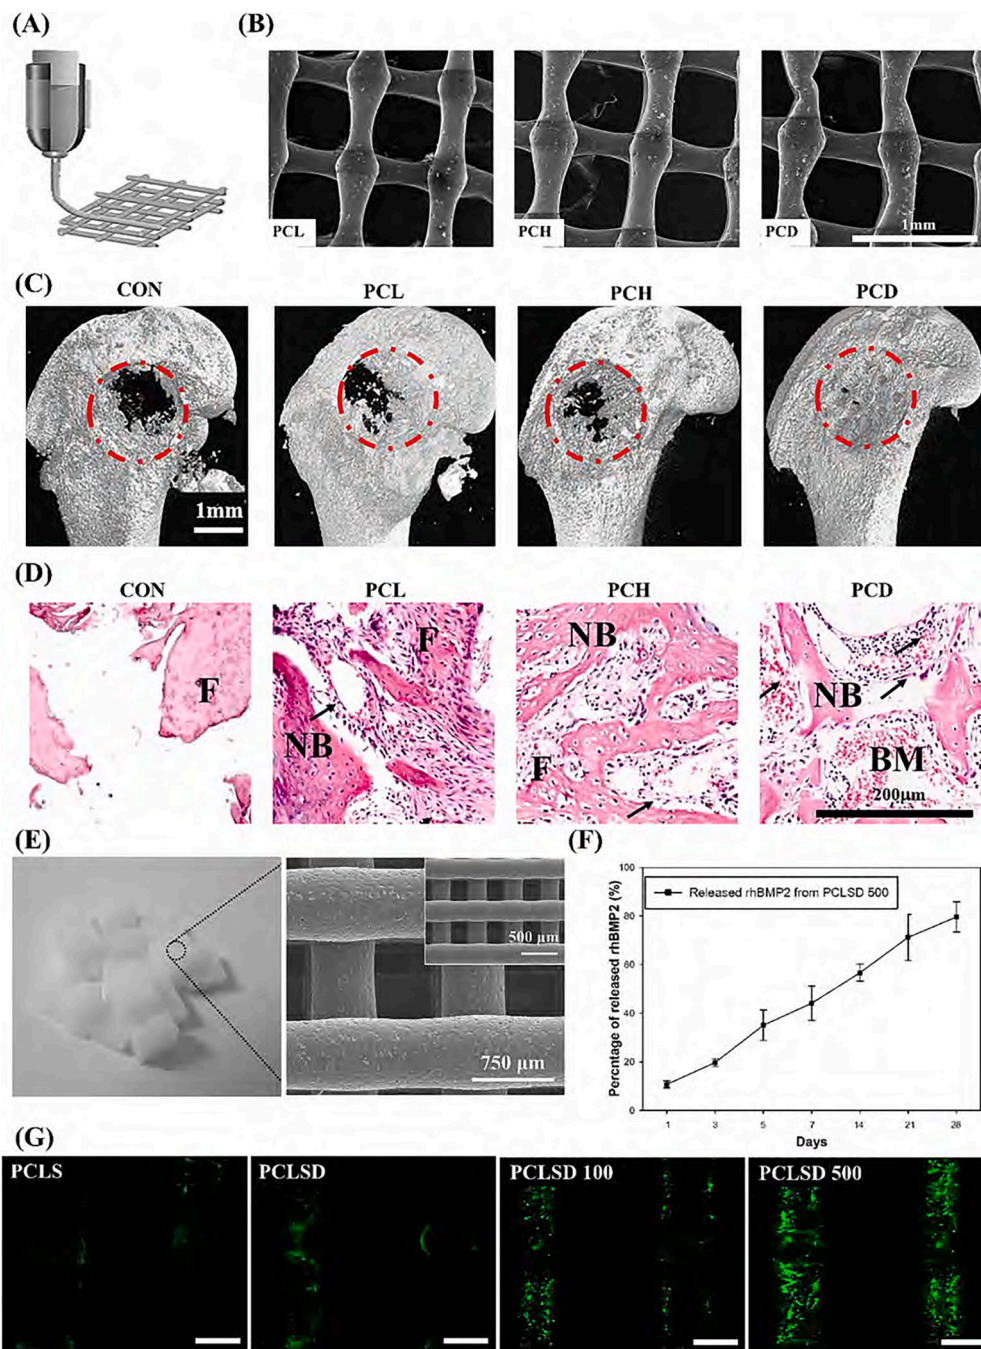 (A)
(B)
PCL
PCH
PCD
1mm
(C)
CON
PCL
PCH
PCD
1mm
(D)
CON
PCL
PCH
PCD
F
F
NB
NB
F
NB
BM
200μm
(E)
500 μm
750 μm
(F)
Released rhBMP2 from PCLSD 500
Percntage of released rhBMP2 (%)
100
80
60
40
20
0
1 3 5 7 14 21 28
Days
(G)
PCLS
PCLSD
PCLSD 100
PCLSD 500